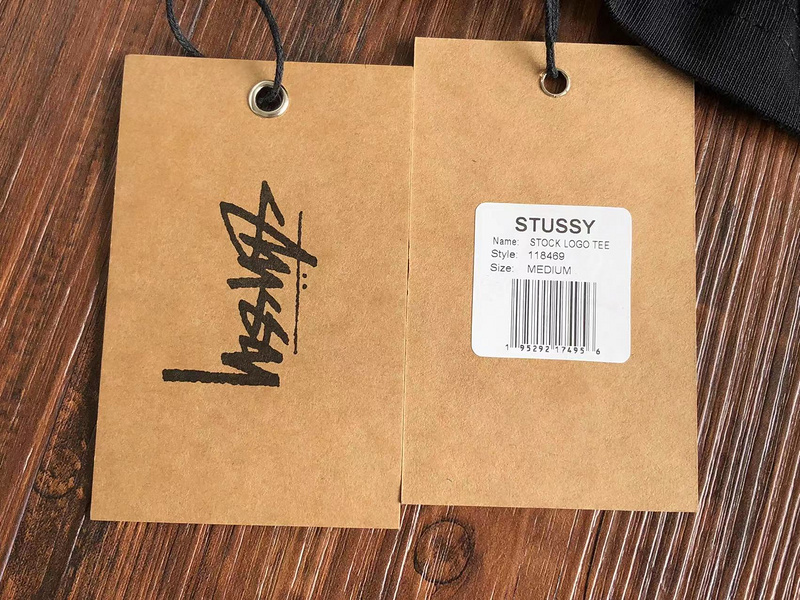 Stüssy
STUSSY
Name: STOCK LOGO TEE
Style: 118469
Size: MEDIUM
1 95292 17495 6